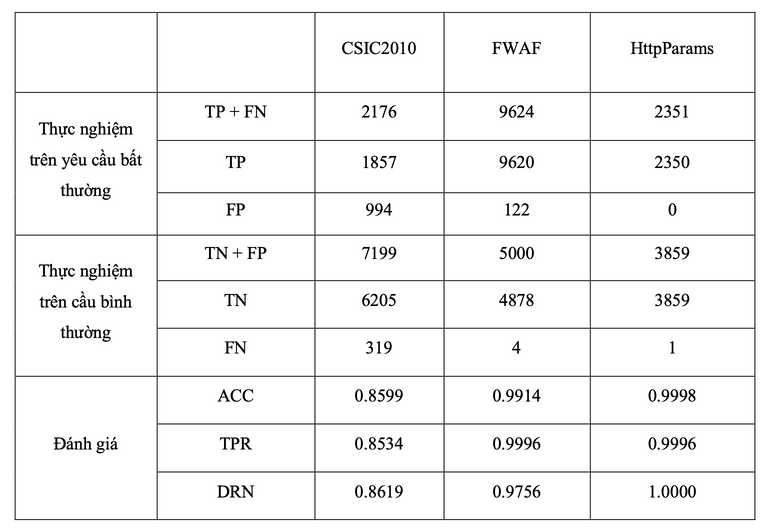 CSIC2010 FWAF HttpParams
Thực nghiệm
trên yêu cầu bất
thường
TP + FN 2176 9624 2351
TP 1857 9620 2350
FP 994 122 0
Thực nghiệm
trên cầu bình
thường
TN + FP 7199 5000 3859
TN 6205 4878 3859
FN 319 4 1
Đánh giá
ACC 0.8599 0.9914 0.9998
TPR 0.8534 0.9996 0.9996
DRN 0.8619 0.9756 1.0000